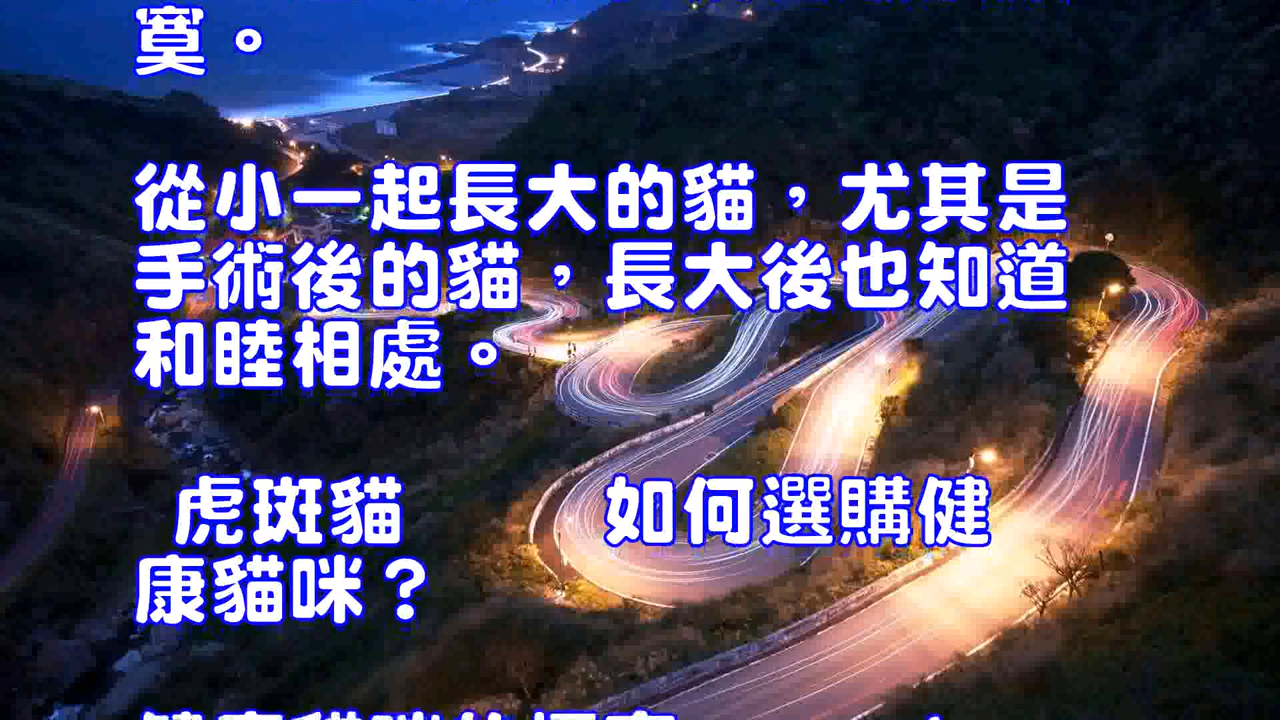 寞。
從小一起長大的貓，尤其是
手術後的貓，長大後也知道
和睦相處。
虎斑貓 如何選購健
康貓咪？